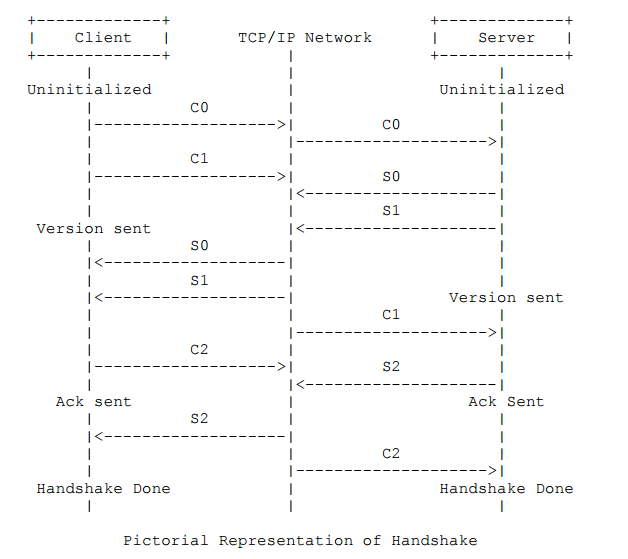 +-------------+                            +-------------+
|    Client   |       TCP/IP Network       |    Server   |
+-------------+             |              +-------------+
      |                     |                     |
Uninitialized               |               Uninitialized
      |          C0         |                     |
      |-------------------->|         C0          |
      |                     |-------------------->|
      |          C1         |                     |
      |-------------------->|         S0          |
      |                     |<--------------------|
      |                     |         S1          |
 Version sent               |<--------------------|
      |          S0         |                     |
      |<--------------------|                     |
      |          S1         |                     |
      |<--------------------|                Version sent
      |                     |         C1          |
      |                     |-------------------->|
      |          C2         |                     |
      |-------------------->|         S2          |
      |                     |<--------------------|
   Ack sent                 |                  Ack Sent
      |          S2         |                     |
      |<--------------------|                     |
      |                     |         C2          |
      |                     |-------------------->|
 Handshake Done             |               Handshake Done
      |                     |                     |
          Pictorial Representation of Handshake